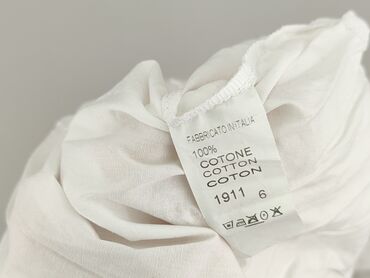 FABBRICATO IN ITALIA
100%
COTONE
COTTON
COTON
1911 6